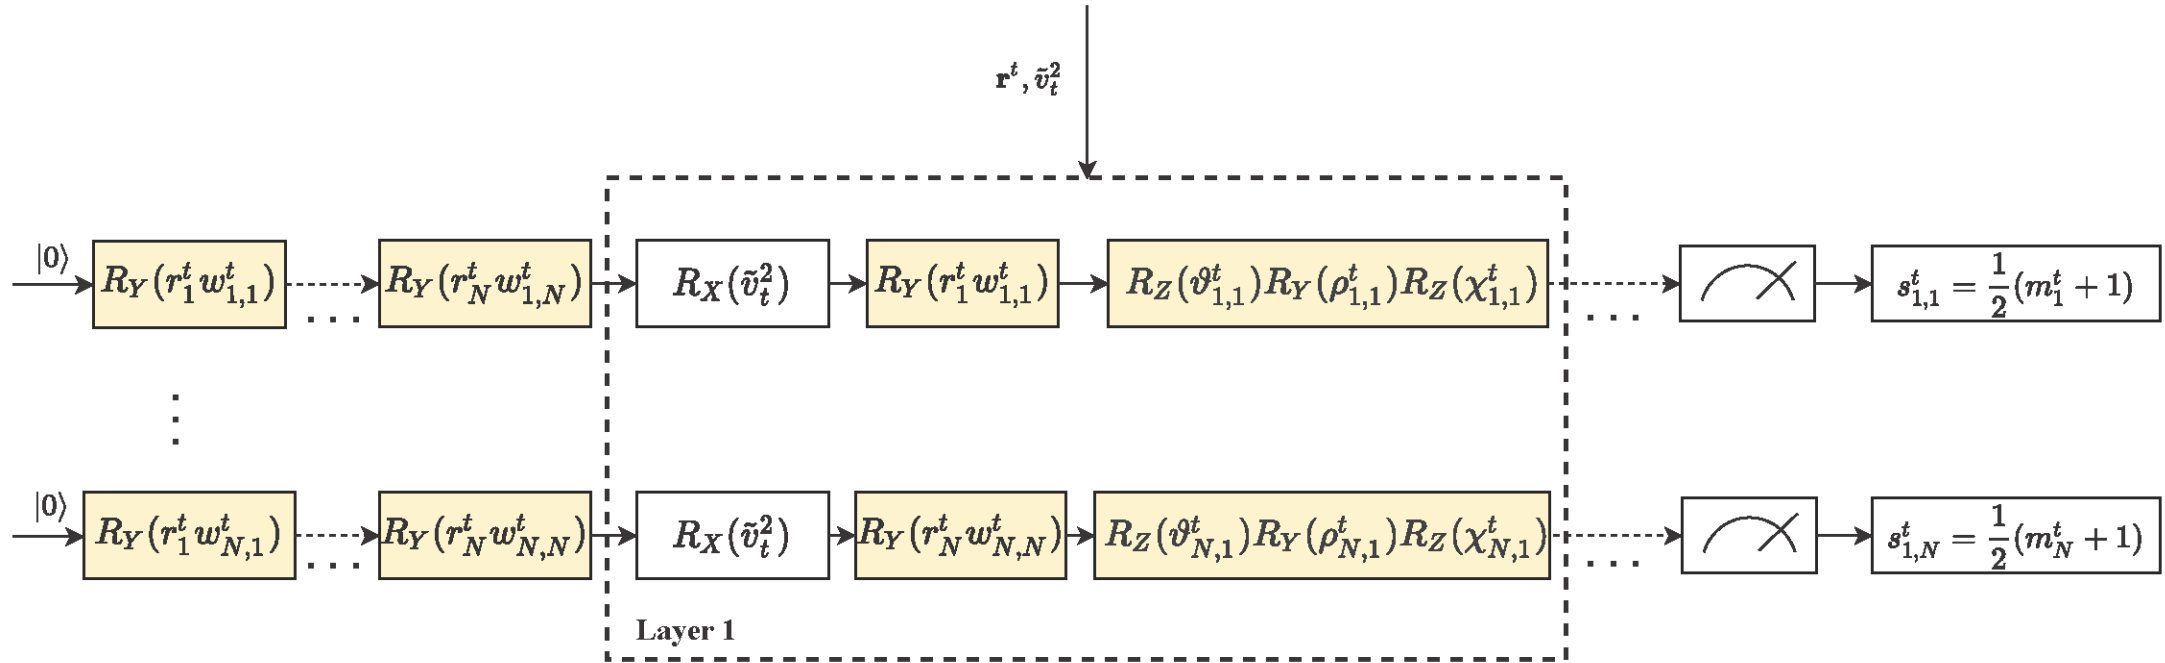 𝐫^t, ṽ_t^2
|0⟩
R_Y(r_1^t w_{1,1}^t)
. . .
R_Y(r_N^t w_{1,N}^t)
R_X(ṽ_t^2)
R_Y(r_1^t w_{1,1}^t)
R_Z(ϑ_{1,1}^t)R_Y(ρ_{1,1}^t)R_Z(χ_{1,1}^t)
. . .
s_{1,1}^t = \frac{1}{2}(m_1^t + 1)
|0⟩
R_Y(r_1^t w_{N,1}^t)
. . .
R_Y(r_N^t w_{N,N}^t)
R_X(ṽ_t^2)
R_Y(r_N^t w_{N,N}^t)
R_Z(ϑ_{N,1}^t)R_Y(ρ_{N,1}^t)R_Z(χ_{N,1}^t)
. . .
s_{1,N}^t = \frac{1}{2}(m_N^t + 1)
Layer 1